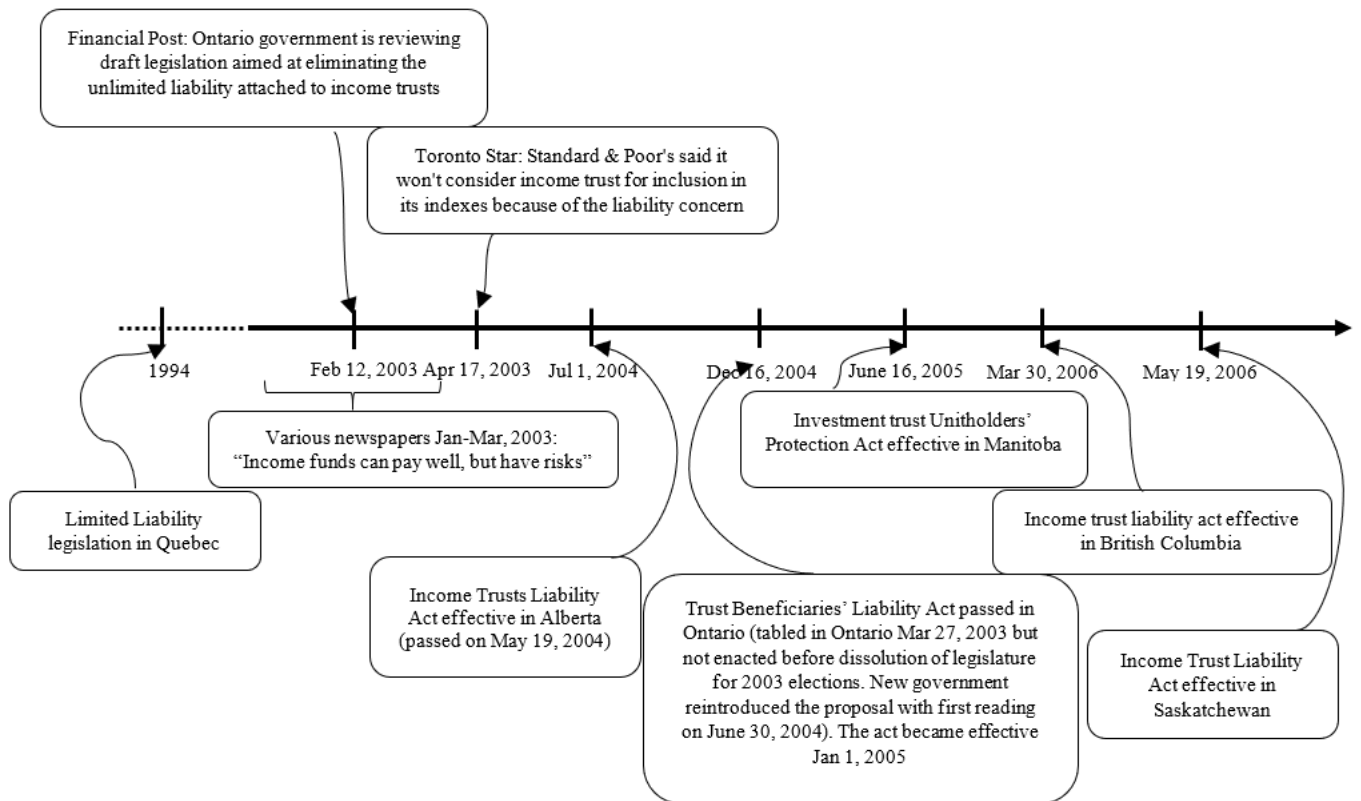 Financial Post: Ontario government is reviewing
draft legislation aimed at eliminating the
unlimited liability attached to income trusts
Toronto Star: Standard & Poor's said it
won't consider income trust for inclusion in
its indexes because of the liability concern
1994
Feb 12, 2003
Apr 17, 2003
Jul 1, 2004
Dec 16, 2004
June 16, 2005
Mar 30, 2006
May 19, 2006
Various newspapers Jan-Mar, 2003:
“Income funds can pay well, but have risks”
Investment trust Unitholders’
Protection Act effective in Manitoba
Limited Liability
legislation in Quebec
Income trust liability act effective
in British Columbia
Income Trusts Liability
Act effective in Alberta
(passed on May 19, 2004)
Trust Beneficiaries’ Liability Act passed in
Ontario (tabled in Ontario Mar 27, 2003 but
not enacted before dissolution of legislature
for 2003 elections. New government
reintroduced the proposal with first reading
on June 30, 2004). The act became effective
Jan 1, 2005
Income Trust Liability
Act effective in
Saskatchewan